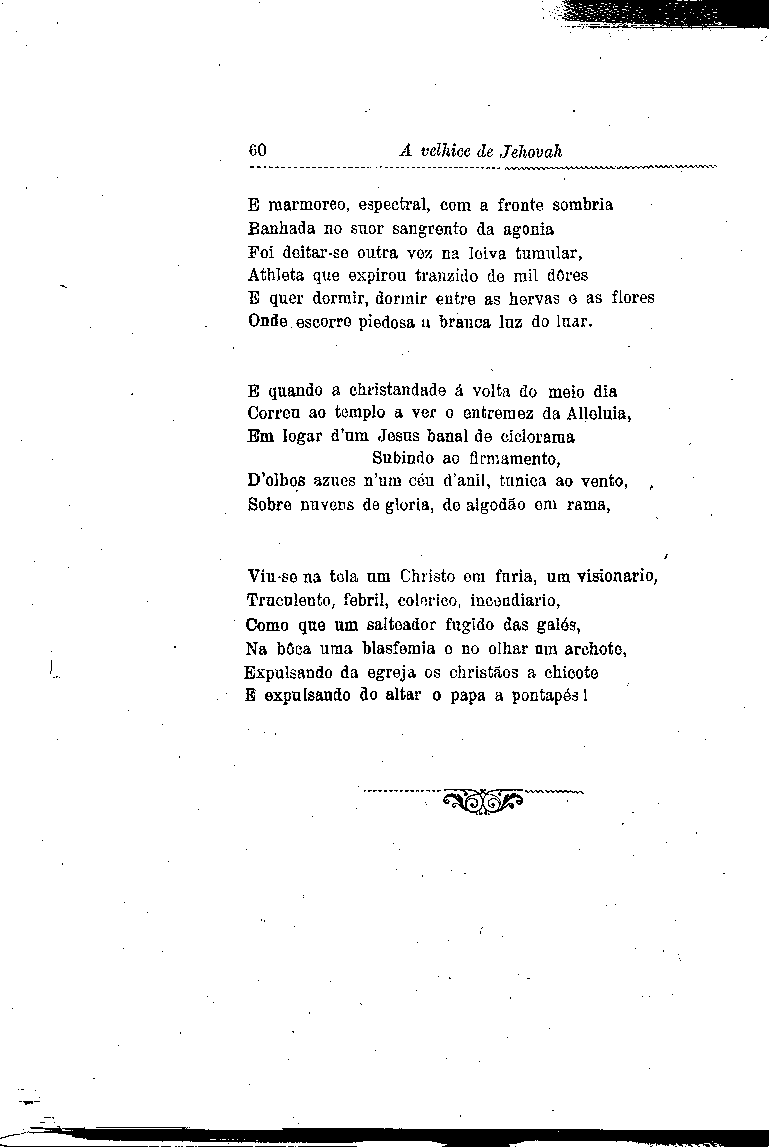 60 A velhice de Jehovah
E marmoreo, espectral, com a fronte sombria
Banhada no suor sangrento da agonia
Foi deitar-se outra vez na leiva tumular,
Athleta que expirou tranzido de mil dôres
E quer dormir, dormir entre as hervas e as flores
Onde escorre piedosa a branca luz do luar.
E quando a christandade á volta do meio dia
Correu ao templo a ver o entremez da Alleluia,
Em logar d'um Jesus banal de ciclorama
Subindo ao firmamento,
D'olhos azues n'um céu d'anil, tunica ao vento,
Sobre nuvens de gloria, de algodão em rama,
Viu-se na tela um Christo em furia, um visionario,
Truculento, febril, colerico, incendiario,
Como que um salteador fugido das galés,
Na bôca uma blasfemia e no olhar um archote,
Expulsando da egreja os christãos a chicote
E expulsando do altar o papa a pontapés!